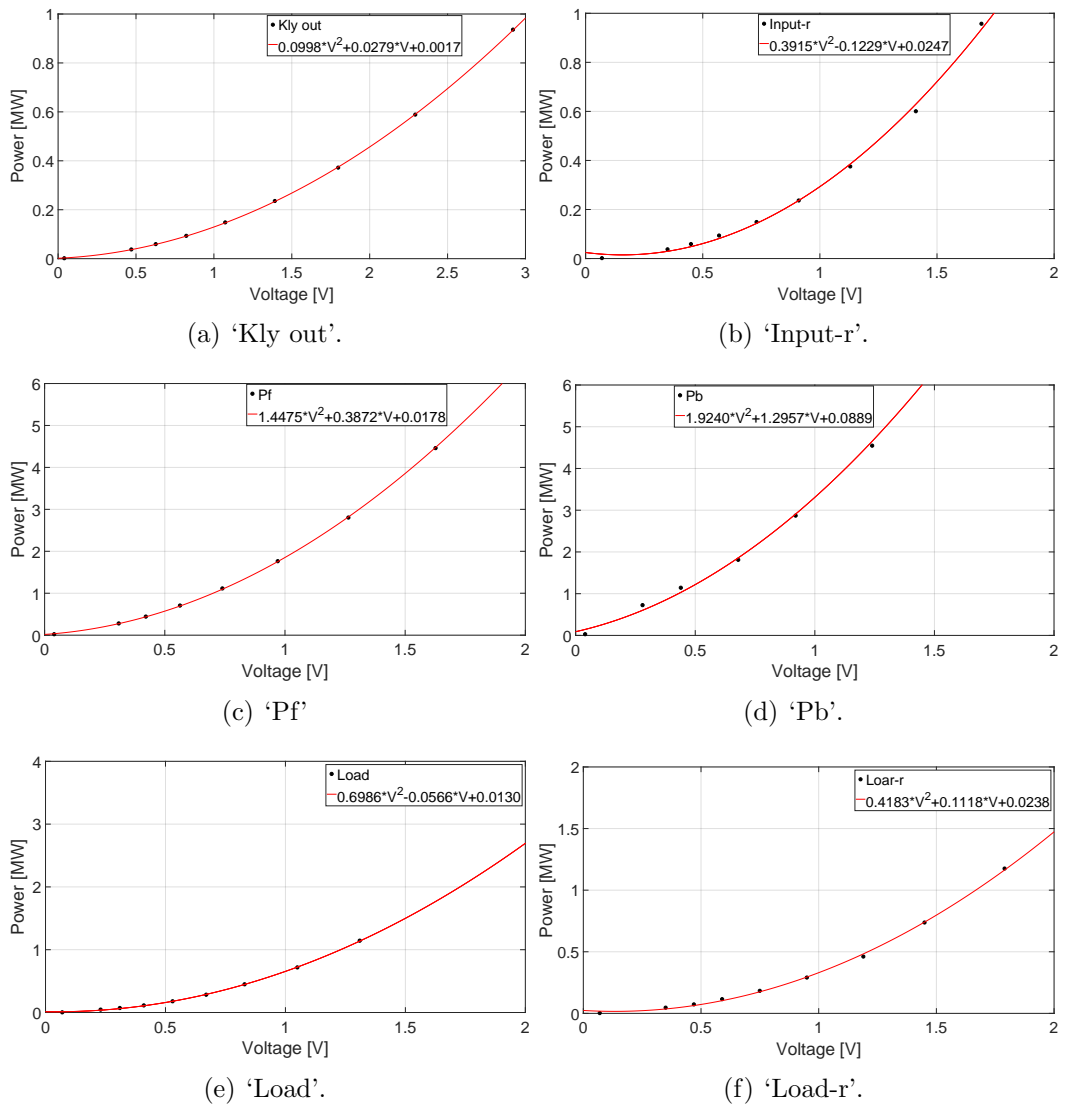 Kly out
0.0998*V²+0.0279*V+0.0017
Power [MW]
1
0.8
0.6
0.4
0.2
0
0 0.5 1 1.5 2 2.5 3
Voltage [V]
(a) ‘Kly out’.
Input-r
0.3915*V²-0.1229*V+0.0247
Power [MW]
1
0.8
0.6
0.4
0.2
0
0 0.5 1 1.5 2
Voltage [V]
(b) ‘Input-r’.
Pf
1.4475*V²+0.3872*V+0.0178
Power [MW]
6
5
4
3
2
1
0
0 0.5 1 1.5 2
Voltage [V]
(c) ‘Pf’
Pb
1.9240*V²+1.2957*V+0.0889
Power [MW]
6
5
4
3
2
1
0
0 0.5 1 1.5 2
Voltage [V]
(d) ‘Pb’.
Load
0.6986*V²-0.0566*V+0.0130
Power [MW]
4
3
2
1
0
0 0.5 1 1.5 2
Voltage [V]
(e) ‘Load’.
Loar-r
0.4183*V²+0.1118*V+0.0238
Power [MW]
2
1.5
1
0.5
0
0 0.5 1 1.5 2
Voltage [V]
(f) ‘Load-r’.